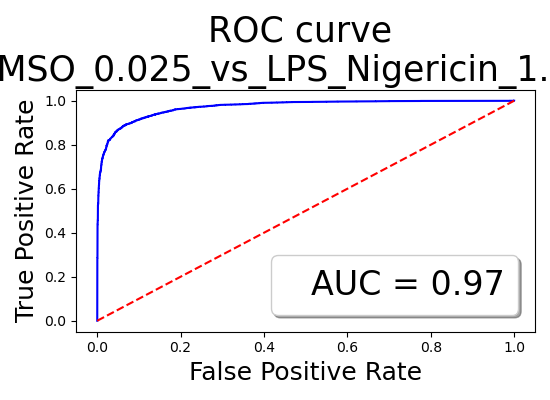 ROC curve
MSO_0.025_vs_LPS_Nigericin_1.
True Positive Rate
1.0
0.8
0.6
0.4
0.2
0.0
AUC = 0.97
0.0 0.2 0.4 0.6 0.8 1.0
False Positive Rate